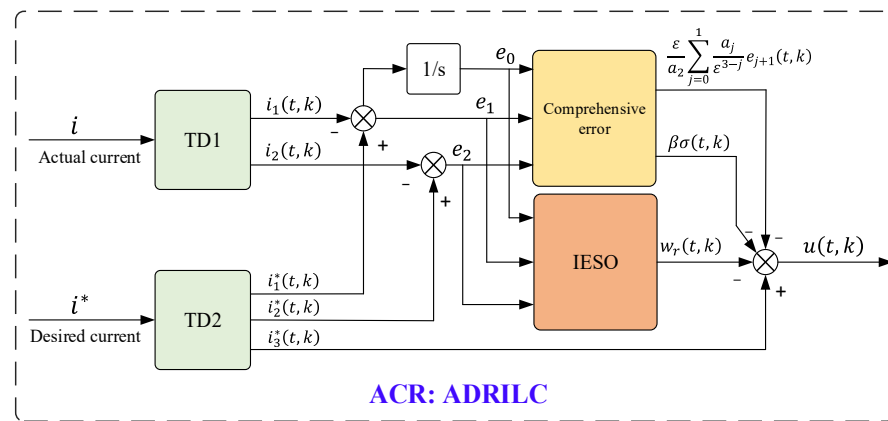 1/s
e₀
i₁(t, k)
e₁
−
+
TD1
i
Actual current
i₂(t, k)
e₂
−
+
Comprehensive
error
ε/a₂ ∑_{j=0}^{1} a_j/ε^{3−j} e_{j+1}(t, k)
βσ(t, k)
IESO
w_r(t, k)
−
−
−
+
u(t, k)
TD2
i*
Desired current
i₁*(t, k)
i₂*(t, k)
i₃*(t, k)
ACR: ADRILC